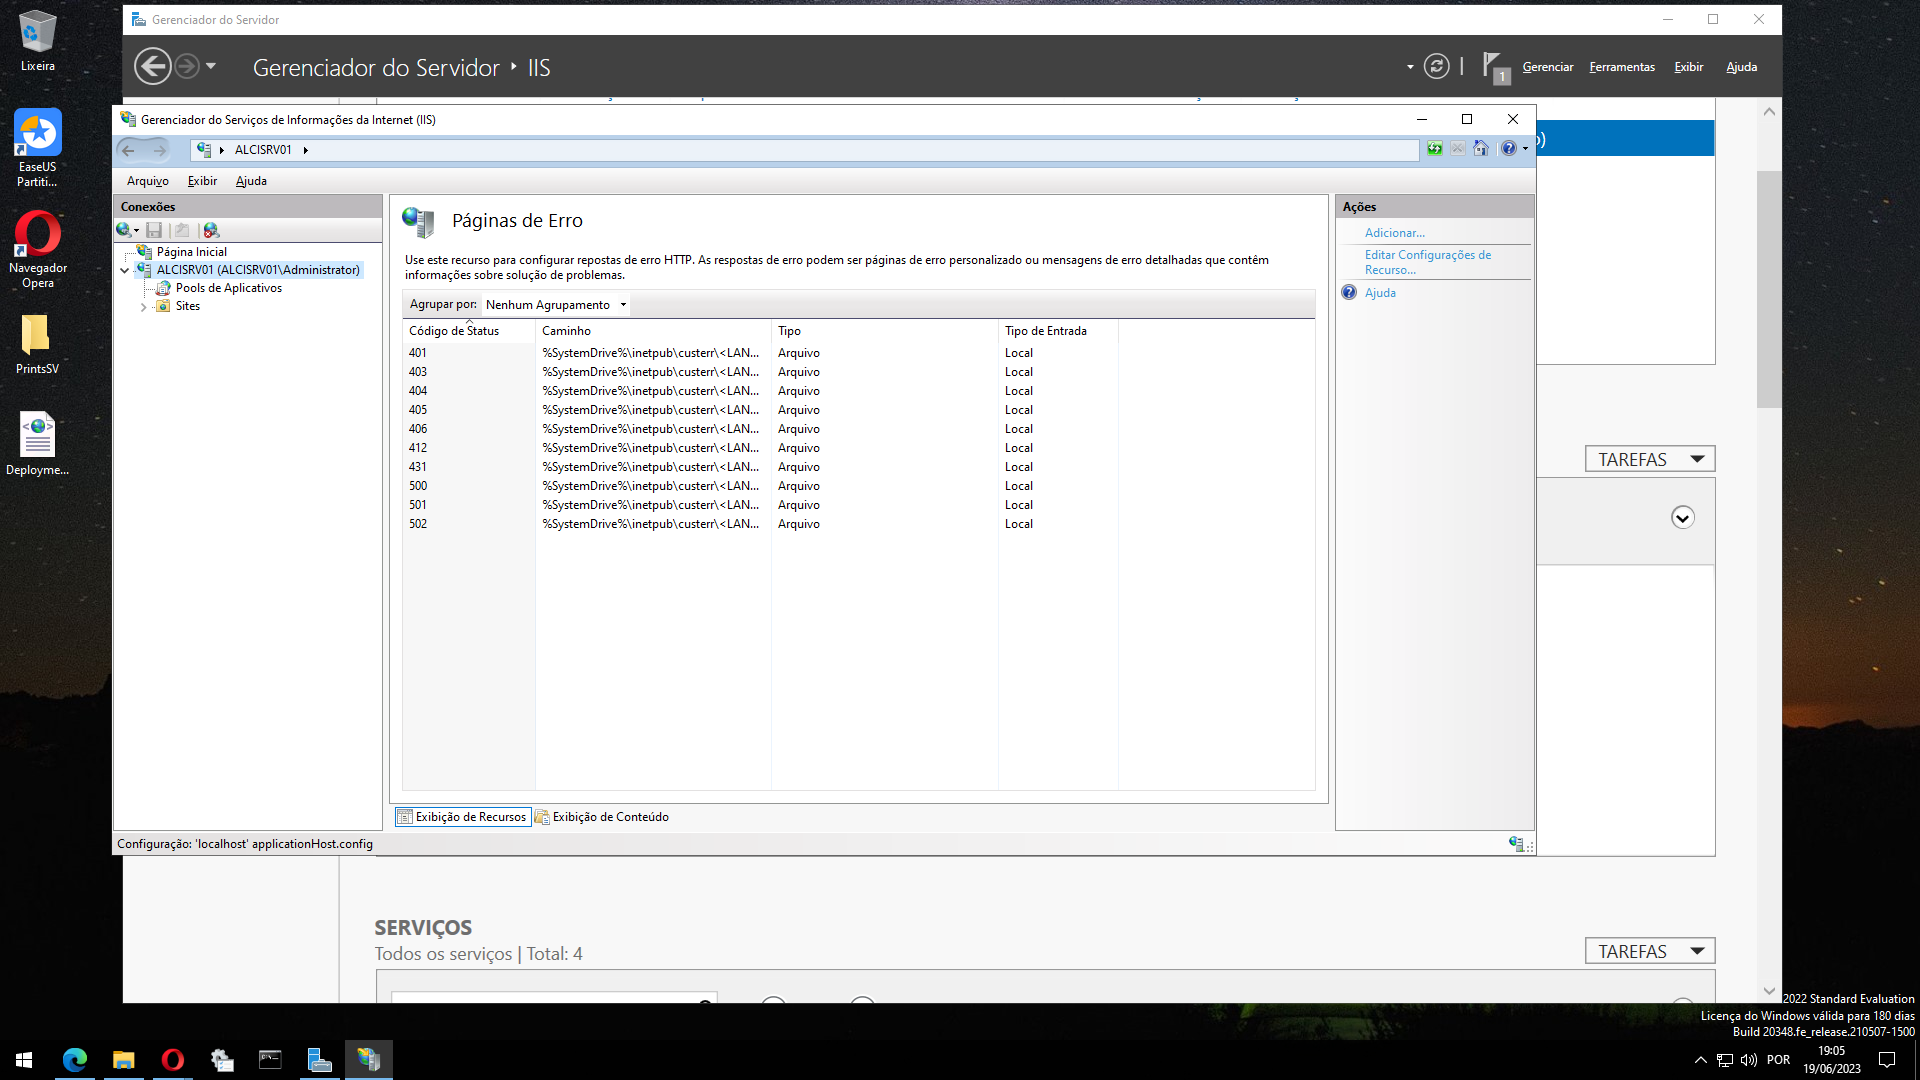 Lixeira
EaseUS
Partiti...
Navegador
Opera
PrintsSV
Deployme...
Gerenciador do Servidor
Gerenciador do Servidor
IIS
1
Gerenciar
Ferramentas
Exibir
Ajuda
Gerenciador do Serviços de Informações da Internet (IIS)
ALCISRV01
Arquivo
Exibir
Ajuda
Conexões
Página Inicial
ALCISRV01 (ALCISRV01\Administrator)
Pools de Aplicativos
Sites
Páginas de Erro
Use este recurso para configurar repostas de erro HTTP. As respostas de erro podem ser páginas de erro personalizado ou mensagens de erro detalhadas que contêm
informações sobre solução de problemas.
Agrupar por: Nenhum Agrupamento
Código de Status Caminho Tipo Tipo de Entrada
401 %SystemDrive%\inetpub\custerr\<LAN... Arquivo Local
403 %SystemDrive%\inetpub\custerr\<LAN... Arquivo Local
404 %SystemDrive%\inetpub\custerr\<LAN... Arquivo Local
405 %SystemDrive%\inetpub\custerr\<LAN... Arquivo Local
406 %SystemDrive%\inetpub\custerr\<LAN... Arquivo Local
412 %SystemDrive%\inetpub\custerr\<LAN... Arquivo Local
431 %SystemDrive%\inetpub\custerr\<LAN... Arquivo Local
500 %SystemDrive%\inetpub\custerr\<LAN... Arquivo Local
501 %SystemDrive%\inetpub\custerr\<LAN... Arquivo Local
502 %SystemDrive%\inetpub\custerr\<LAN... Arquivo Local
Exibição de Recursos
Exibição de Conteúdo
Ações
Adicionar...
Editar Configurações de
Recurso...
Ajuda
Configuração: 'localhost' applicationHost.config
TAREFAS
SERVIÇOS
Todos os serviços | Total: 4
TAREFAS
2022 Standard Evaluation
Licença do Windows válida para 180 dias
Build 20348.fe_release.210507-1500
POR
19:05
19/06/2023